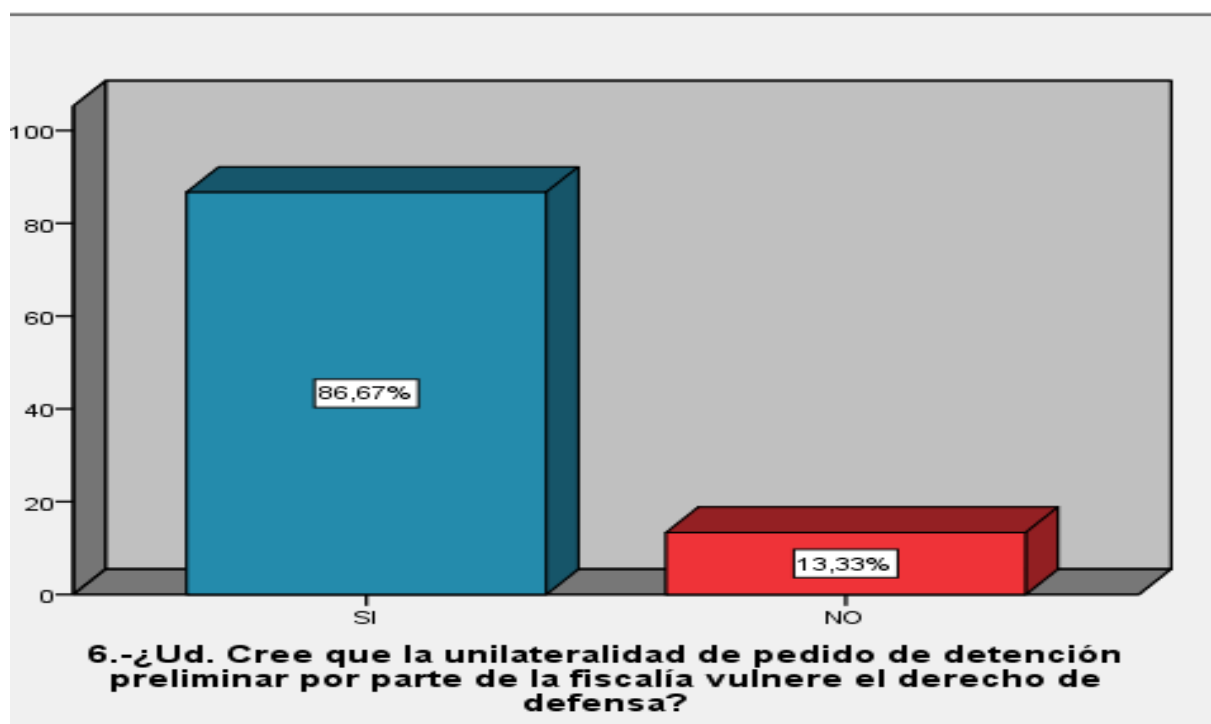 100
80
60
40
20
0
86,67%
13,33%
SI
NO
6.-¿Ud. Cree que la unilateralidad de pedido de detención
preliminar por parte de la fiscalía vulnere el derecho de
defensa?